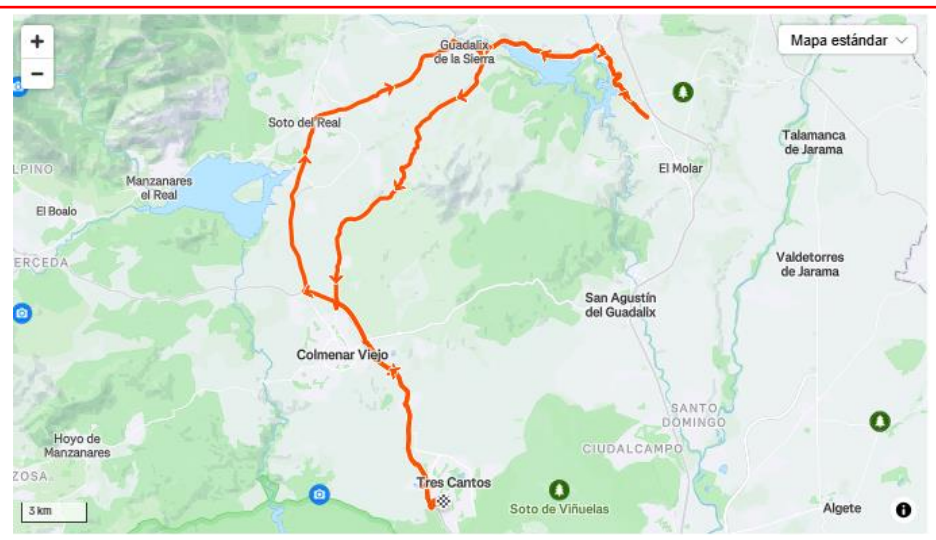 +
−
Mapa estándar
Guadalix
de la Sierra
Soto del Real
Talamanca
de Jarama
LPINO
Manzanares
el Real
El Molar
El Boalo
ERCEDA
Valdetorres
de Jarama
San Agustín
del Guadalix
Colmenar Viejo
SANTO
DOMINGO
Hoyo de
Manzanares
CIUDALCAMPO
ZOSA
Tres Cantos
3 km
Soto de Viñuelas
Algete
i